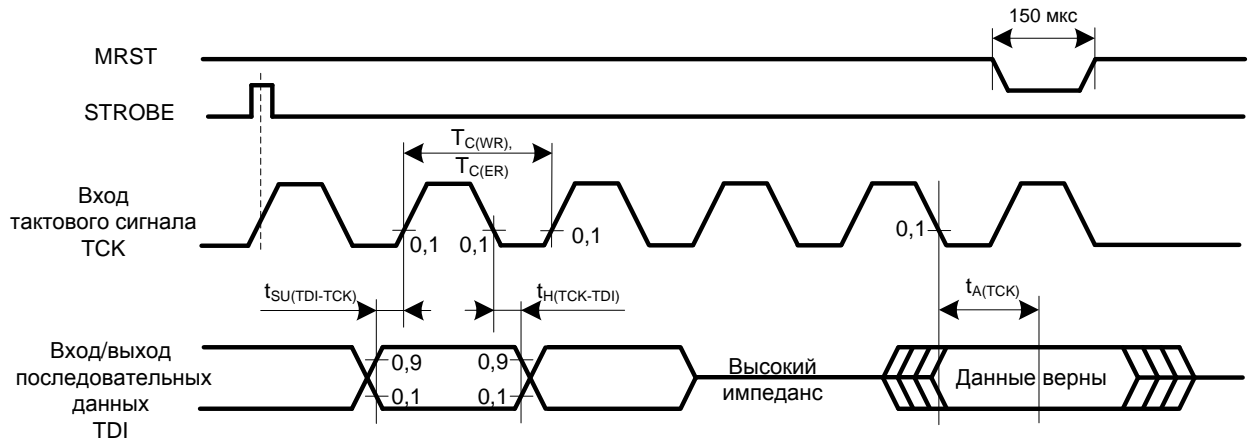 150 мкс
MRST
STROBE
TC(WR),
TC(ER)
Вход
тактового сигнала
TCK
0,1
0,1
0,1
0,1
tSU(TDI-TCK)
tH(TCK-TDI)
tA(TCK)
Вход/выход
последовательных
данных
TDI
0,9
0,9
0,1
0,1
Высокий
импеданс
Данные верны